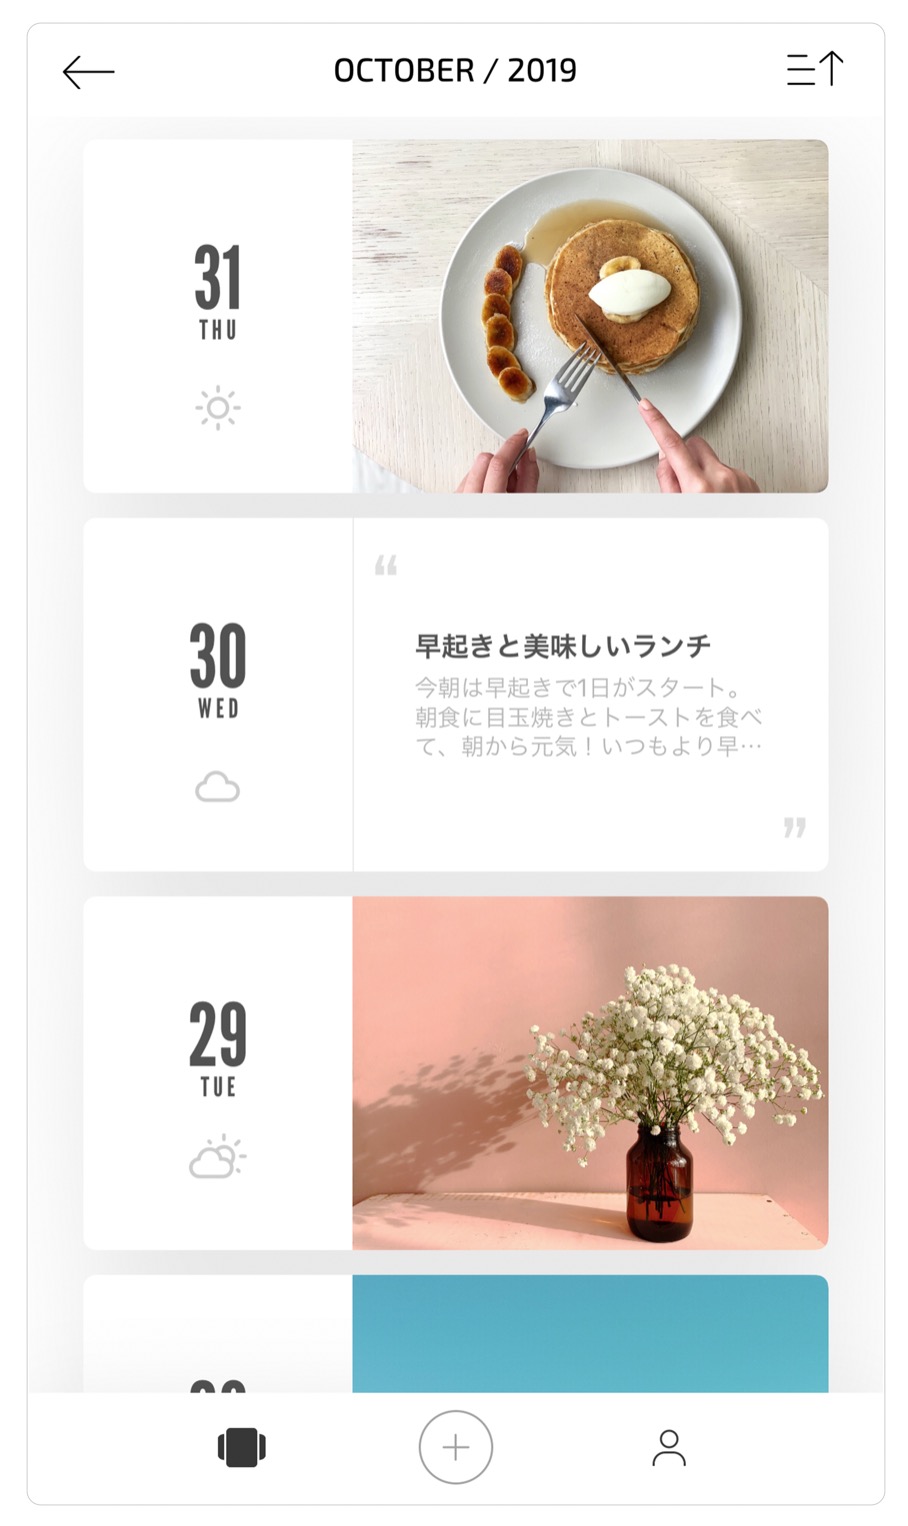 OCTOBER / 2019
31
THU
30
WED
“
早起きと美味しいランチ
今朝は早起きで1日がスタート。
朝食に目玉焼きとトーストを食べ
て、朝から元気！いつもより早…
”
29
TUE